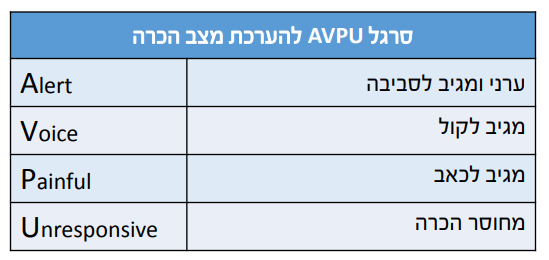 סרגל AVPU להערכת מצב הכרה
ערני ומגיב לסביבה Alert
מגיב לקול Voice
מגיב לכאב Painful
מחוסר הכרה Unresponsive